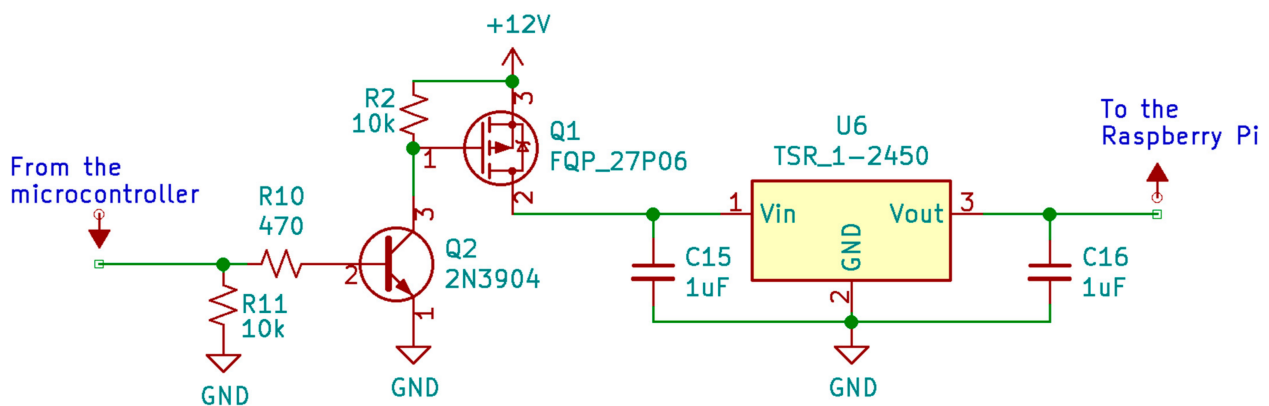 +12V
R2
10k
3
1
Q1
FQP_27P06
2
To the
Raspberry Pi
U6
TSR_1-2450
1
Vin
Vout
3
GND
2
From the
microcontroller
R10
470
3
2
Q2
2N3904
1
R11
10k
C15
1uF
C16
1uF
GND
GND
GND